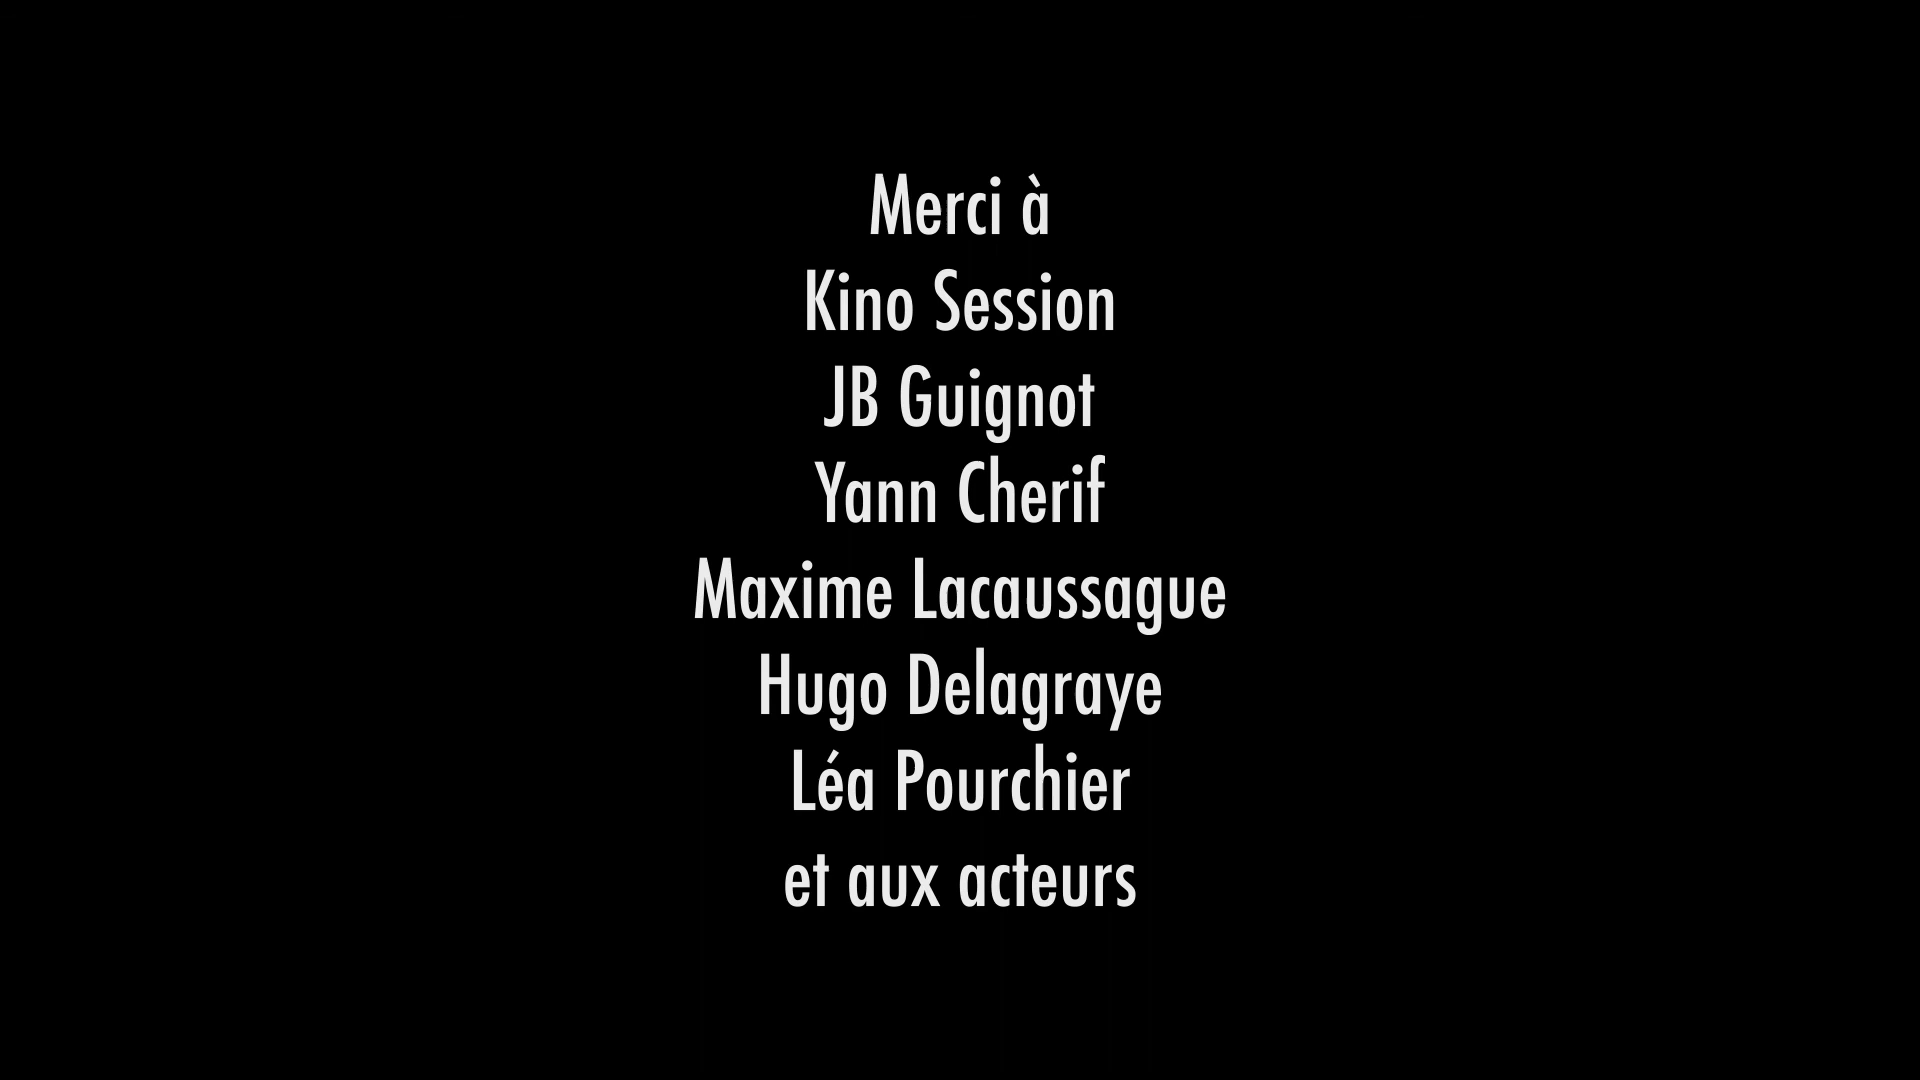 Merci à
Kino Session
JB Guignot
Yann Cherif
Maxime Lacaussague
Hugo Delagraye
Léa Pourchier
et aux acteurs